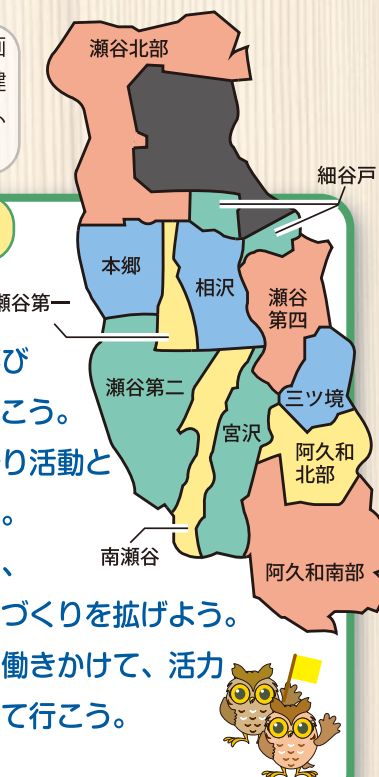 画
建
、
瀬谷北部
細谷戸
本郷
相沢
瀬谷第一
瀬谷
第四
び
瀬谷第二
三ツ境
こう。
宮沢
阿久和
北部
り活動と
。
南瀬谷
阿久和南部
、
づくりを拡げよう。
働きかけて、活力
て行こう。